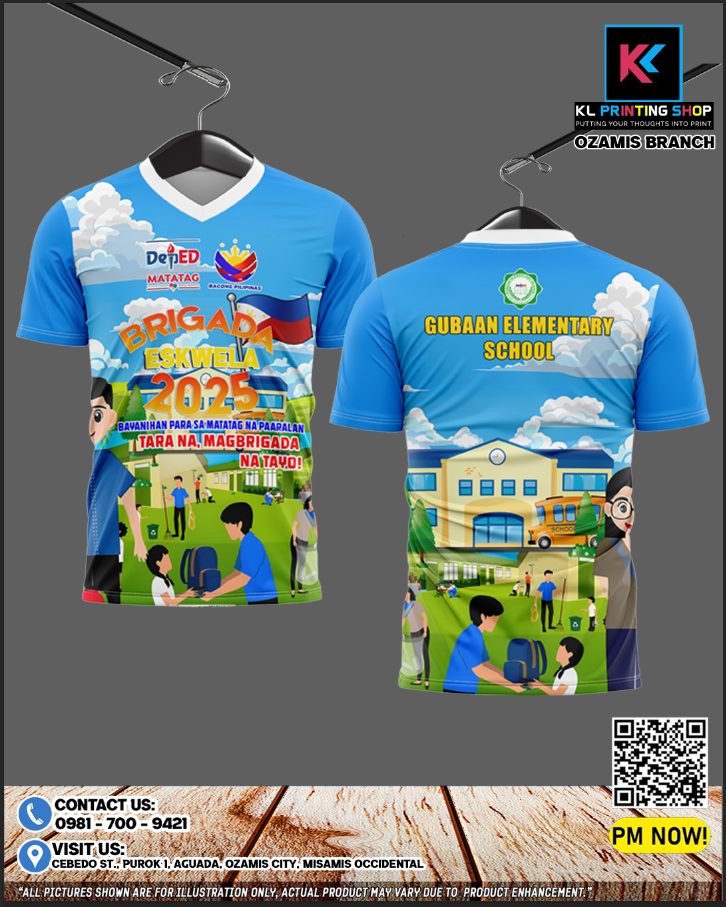 KL PRINTING SHOP
PUTTING YOUR THOUGHTS INTO PRINT
OZAMIS BRANCH
DepED
MATATAG
BAGONG PILIPINAS
BRIGADA
ESKWELA
2025
BAYANIHAN PARA SA MATATAG NA PAARALAN
TARA NA, MAGBRIGADA
NA TAYO!
GUBAAN ELEMENTARY
SCHOOL
SCHOOL
PM NOW!
CONTACT US:
0981 - 700 - 9421
VISIT US:
CEBEDO ST., PUROK 1, AGUADA, OZAMIS CITY, MISAMIS OCCIDENTAL
"ALL PICTURES SHOWN ARE FOR ILLUSTRATION ONLY, ACTUAL PRODUCT MAY VARY DUE TO PRODUCT ENHANCEMENT."